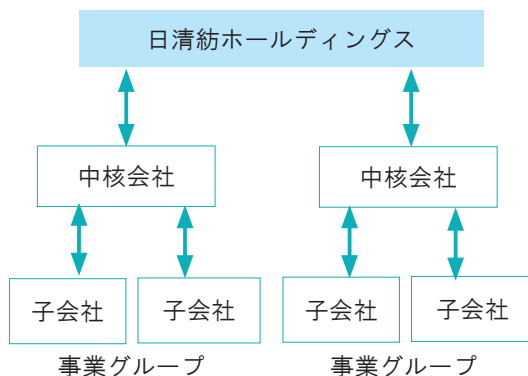 日清紡ホールディングス
中核会社
中核会社
子会社
子会社
子会社
子会社
事業グループ
事業グループ